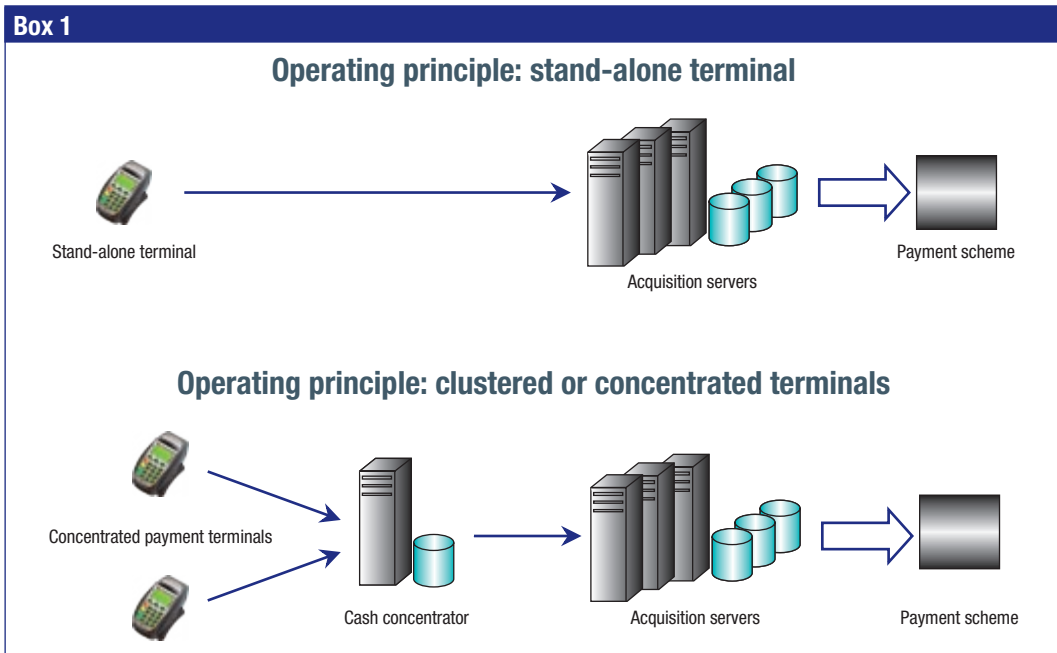 Box 1
Operating principle: stand-alone terminal
Stand-alone terminal
Acquisition servers
Payment scheme
Operating principle: clustered or concentrated terminals
Concentrated payment terminals
Cash concentrator
Acquisition servers
Payment scheme